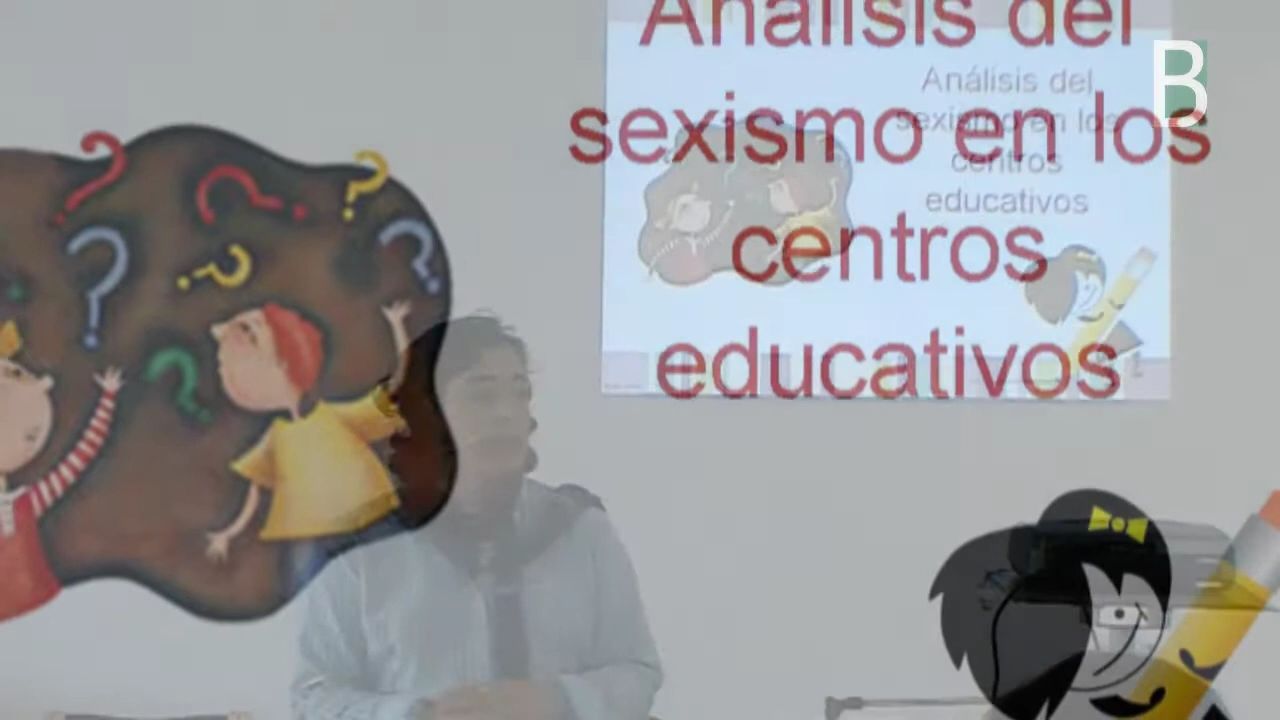 Análisis del
sexismo en los
centros
educativos
B
Análisis del
sexismo en los
centros
educativos